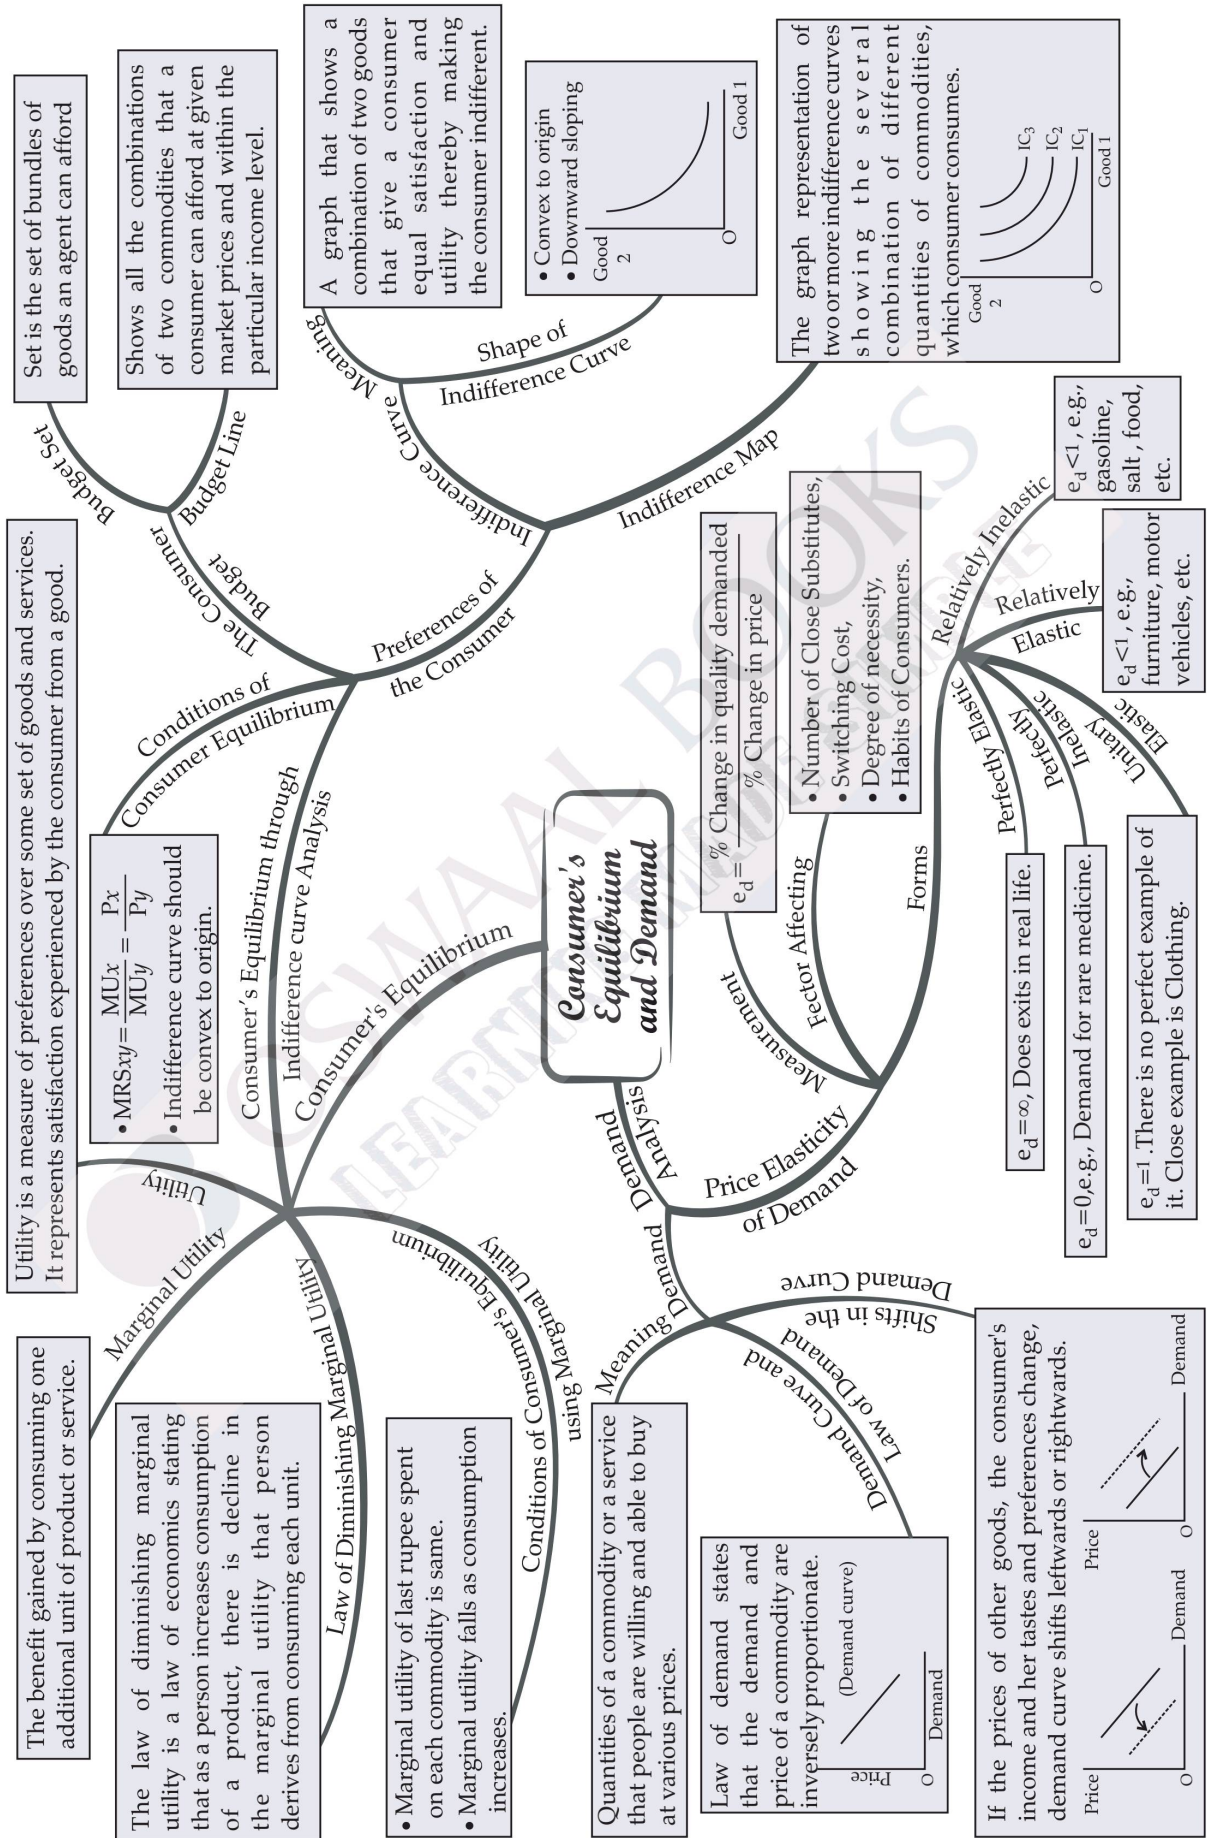 Consumer's
Equilibrium
and Demand
Consumer's Equilibrium
Utility
Utility is a measure of preferences over some set of goods and services.
It represents satisfaction experienced by the consumer from a good.
Marginal Utility
The benefit gained by consuming one
additional unit of product or service.
Law of Diminishing Marginal Utility
The law of diminishing marginal
utility is a law of economics stating
that as a person increases consumption
of a product, there is decline in
the marginal utility that person
derives from consuming each unit.
Conditions of Consumer's Equilibrium
using Marginal Utility
• Marginal utility of last rupee spent
on each commodity is same.
• Marginal utility falls as consumption
increases.
Consumer's Equilibrium through
Indifference curve Analysis
Conditions of
Consumer Equilibrium
• MRSxy = MUx / MUy = Px / Py
• Indifference curve should
be convex to origin.
The Consumer
Budget
Budget Set
Set is the set of bundles of
goods an agent can afford
Budget Line
Shows all the combinations
of two commodities that a
consumer can afford at given
market prices and within the
particular income level.
Preferences of
the Consumer
Indifference Curve
Meaning
A graph that shows a
combination of two goods
that give a consumer
equal satisfaction and
utility thereby making
the consumer indifferent.
Shape of
Indifference Curve
• Convex to origin
• Downward sloping
Good
2
O
Good 1
Indifference Map
The graph representation of
two or more indifference curves
showing the several
combination of different
quantities of commodities,
which consumer consumes.
Good
2
IC3
IC2
IC1
O
Good 1
Demand
Analysis
Demand
Meaning
Quantities of a commodity or a service
that people are willing and able to buy
at various prices.
Demand Curve and
Law of Demand
Law of demand states
that the demand and
price of a commodity are
inversely proportionate.
Price
(Demand curve)
O
Demand
Shifts in the
Demand Curve
If the prices of other goods, the consumer's
income and her tastes and preferences change,
demand curve shifts leftwards or rightwards.
Price
O
Demand
Price
O
Demand
Price Elasticity
of Demand
Measurement
ed = % Change in quality demanded
% Change in price
Fector Affecting
• Number of Close Substitutes,
• Switching Cost,
• Degree of necessity,
• Habits of Consumers.
Forms
Perfectly Elastic
ed=∞, Does exits in real life.
Perfectly
Inelastic
ed=0,e.g., Demand for rare medicine.
Unitary
Elastic
ed=1 .There is no perfect example of
it. Close example is Clothing.
Relatively
Elastic
ed<1, e.g.,
furniture, motor
vehicles, etc.
Relatively Inelastic
ed<1, e.g.,
gasoline,
salt , food,
etc.
OSWAAL BOOKS
LEARNING MADE SIMPLE